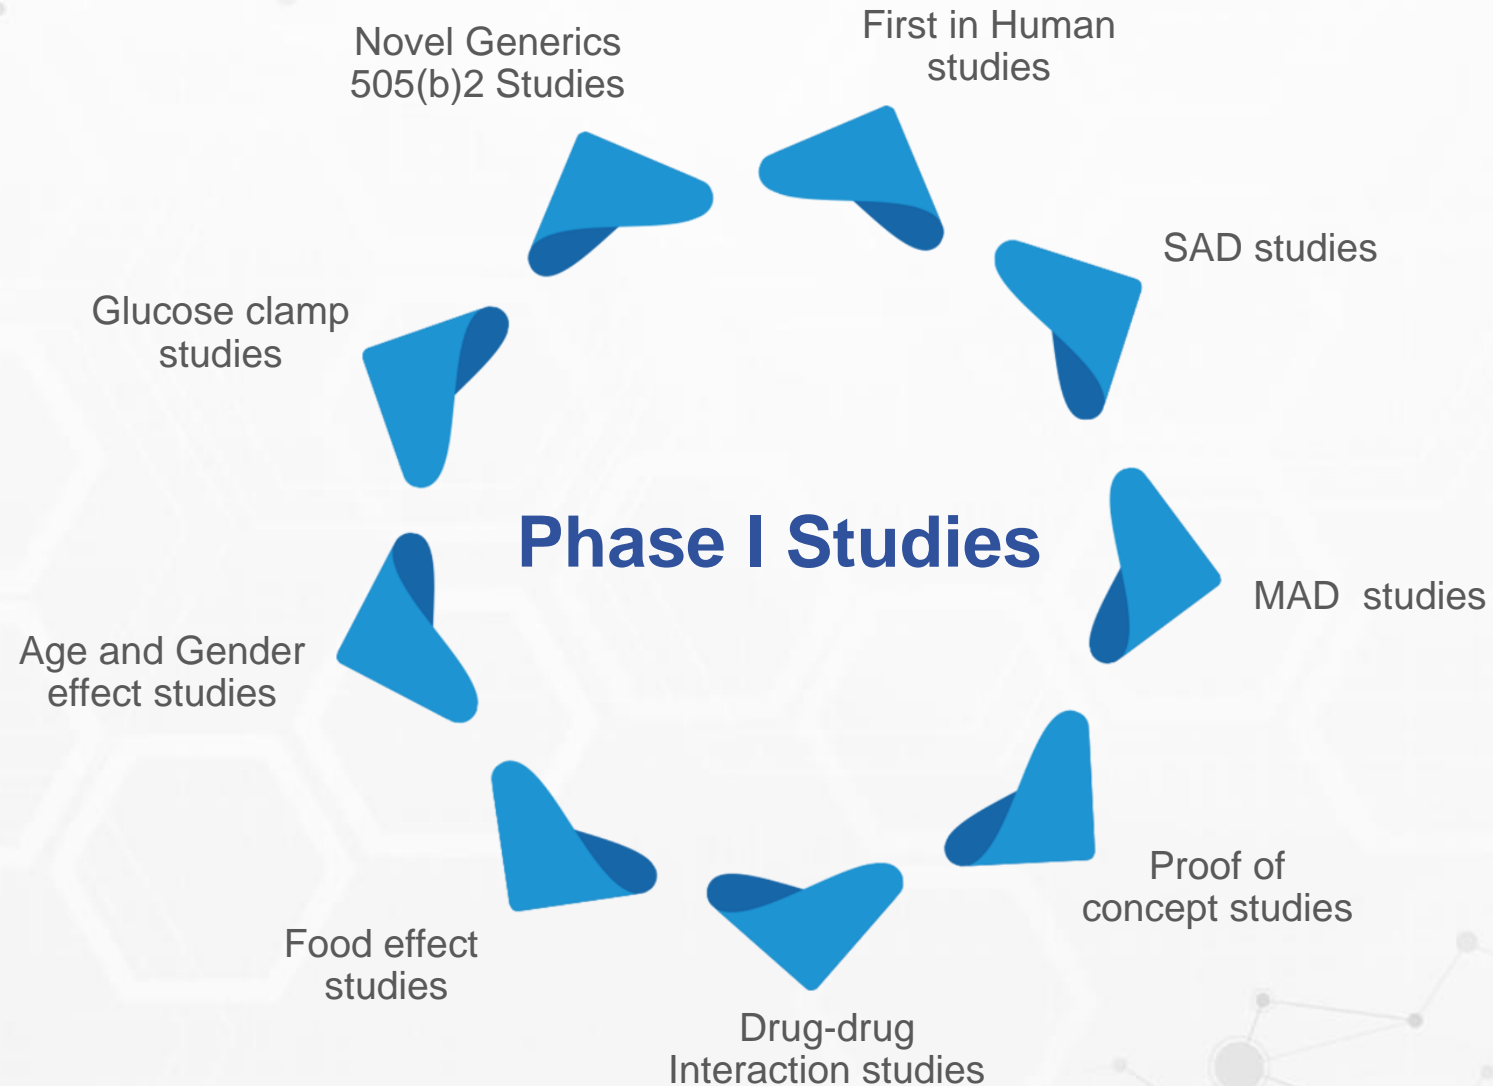 Novel Generics
505(b)2 Studies
First in Human
studies
SAD studies
Glucose clamp
studies
Phase I Studies
MAD  studies
Age and Gender
effect studies
Proof of
concept studies
Food effect
studies
Drug-drug
Interaction studies